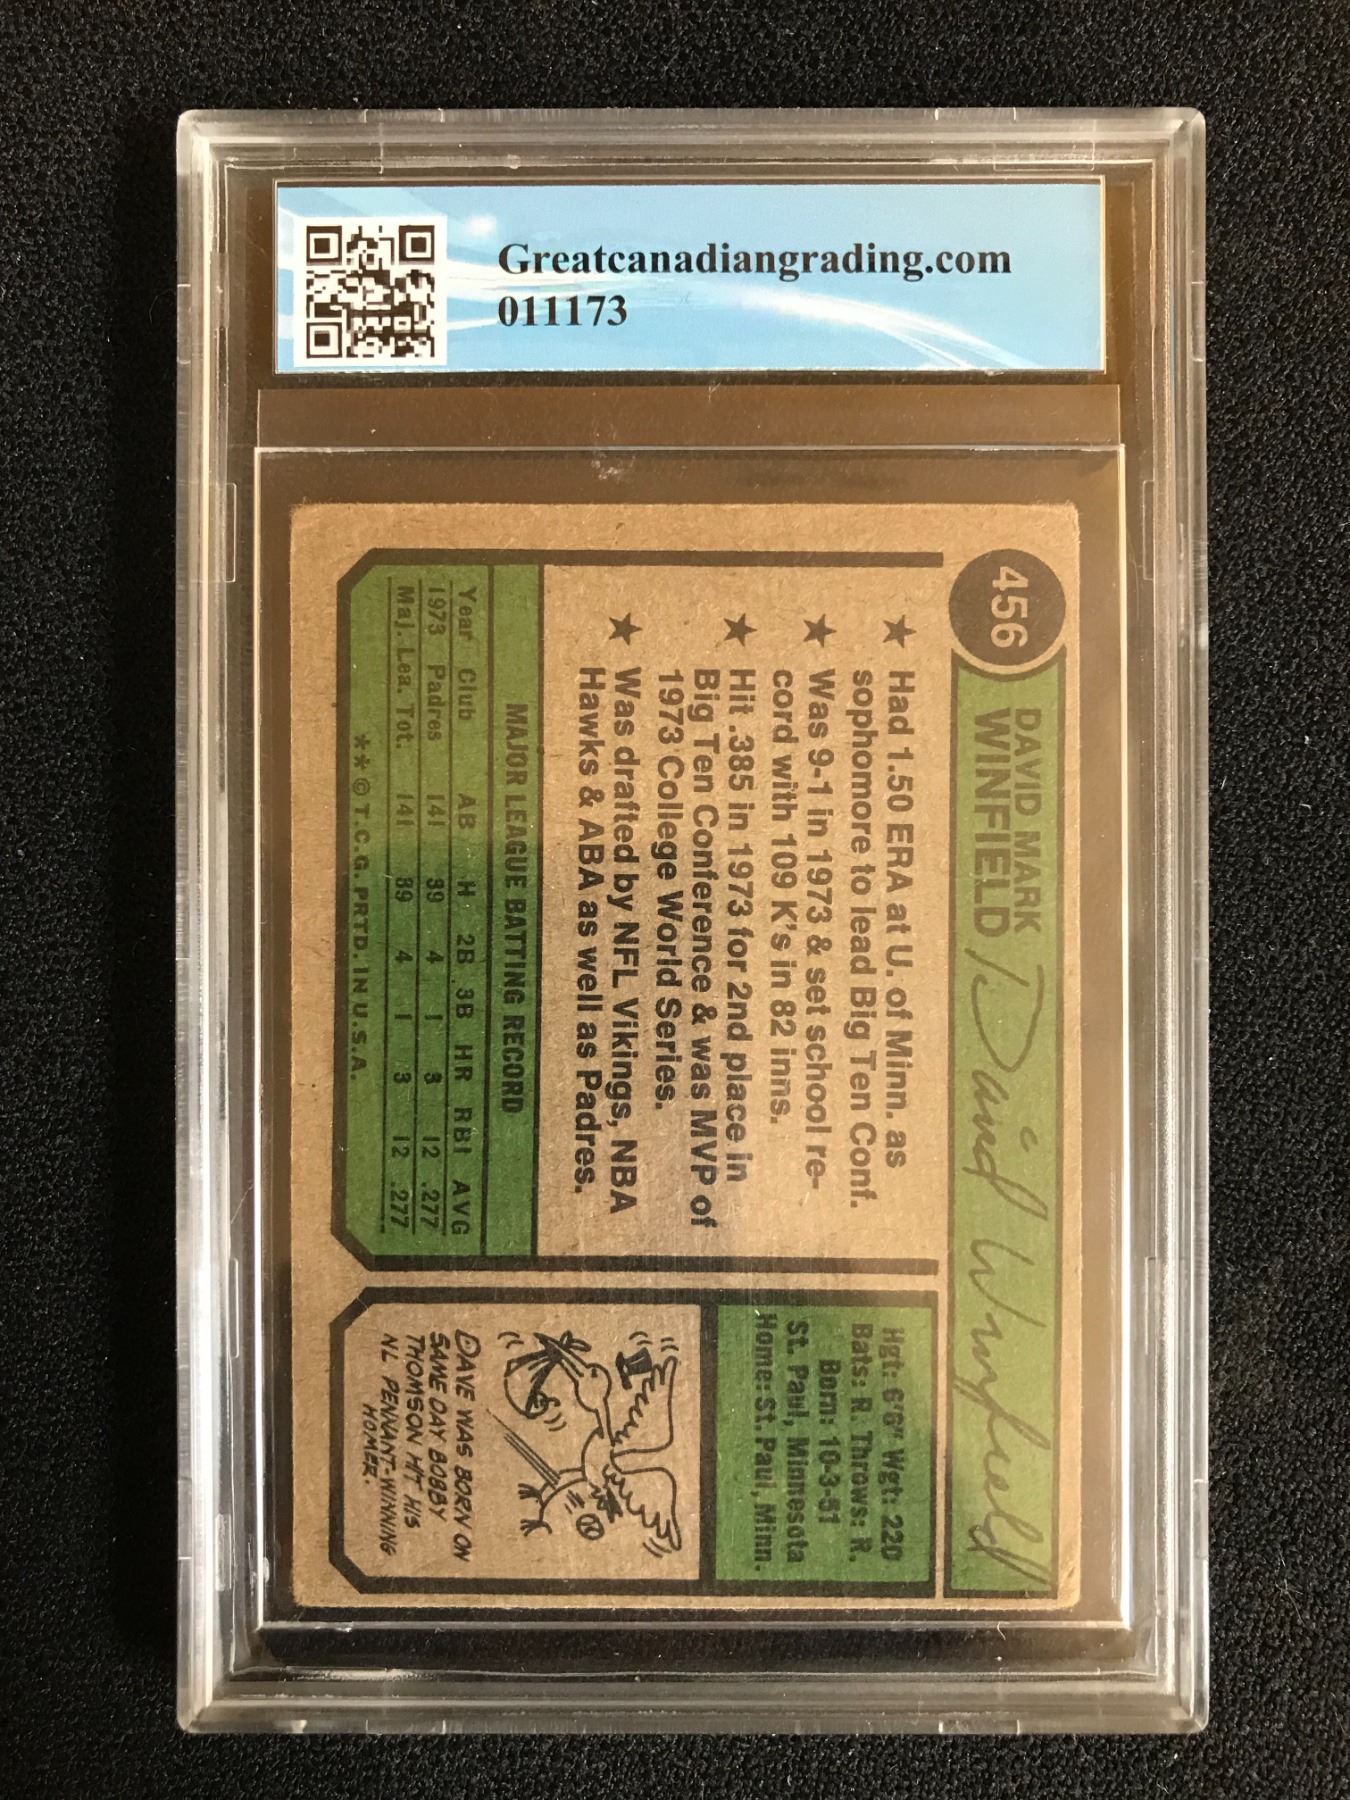 Greatcanadiangrading.com
011173
456
DAVID MARK
WINFIELD
David Winfield
★ Had 1.50 ERA at U. of Minn. as
sophomore to lead Big Ten Conf.
★ Was 9-1 in 1973 & set school re-
cord with 109 K's in 82 inns.
★ Hit .385 in 1973 for 2nd place in
Big Ten Conference & was MVP of
1973 College World Series.
★ Was drafted by NFL Vikings, NBA
Hawks & ABA as well as Padres.
MAJOR LEAGUE BATTING RECORD
Year Club AB H 2B 3B HR RBI AVG
1973 Padres 141 39 4 1 3 12 .277
Maj. Lea. Tot. 141 39 4 1 3 12 .277
**© T.C.G. PRTD. IN U.S.A.
Hgt: 6'6" Wgt: 220
Bats: R. Throws: R.
Born: 10-3-51
St. Paul, Minnesota
Home: St. Paul, Minn.
DAVE WAS BORN ON
SAME DAY BOBBY
THOMSON HIT HIS
NL PENNANT-WINNING
HOMER.